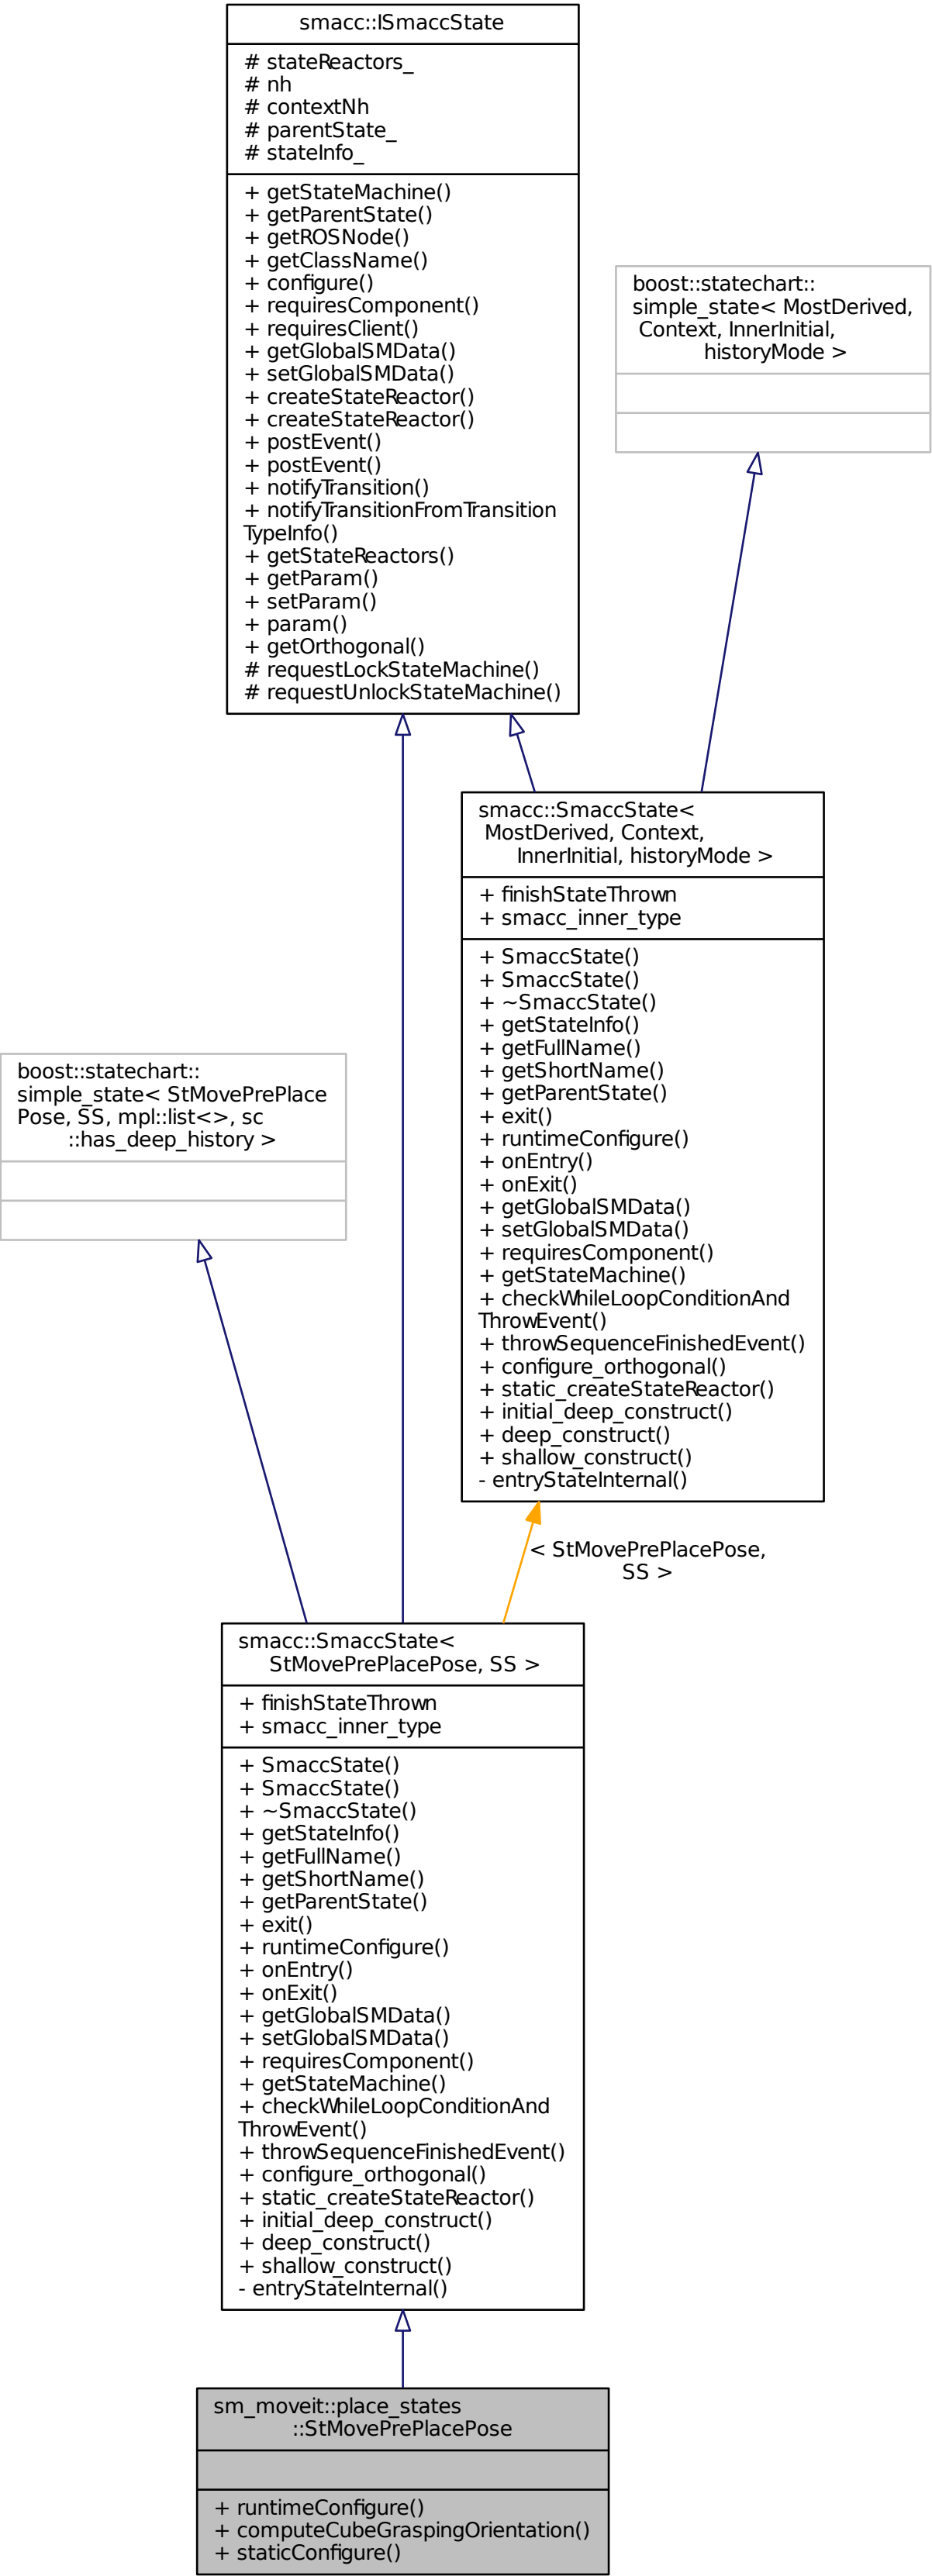 smacc::ISmaccState
# stateReactors_
# nh
# contextNh
# parentState_
# stateInfo_
+ getStateMachine()
+ getParentState()
+ getROSNode()
+ getClassName()
+ configure()
+ requiresComponent()
+ requiresClient()
+ getGlobalSMData()
+ setGlobalSMData()
+ createStateReactor()
+ createStateReactor()
+ postEvent()
+ postEvent()
+ notifyTransition()
+ notifyTransitionFromTransition
TypeInfo()
+ getStateReactors()
+ getParam()
+ setParam()
+ param()
+ getOrthogonal()
# requestLockStateMachine()
# requestUnlockStateMachine()
boost::statechart::
simple_state< MostDerived,
Context, InnerInitial,
historyMode >
smacc::SmaccState<
MostDerived, Context,
InnerInitial, historyMode >
+ finishStateThrown
+ smacc_inner_type
+ SmaccState()
+ SmaccState()
+ ~SmaccState()
+ getStateInfo()
+ getFullName()
+ getShortName()
+ getParentState()
+ exit()
+ runtimeConfigure()
+ onEntry()
+ onExit()
+ getGlobalSMData()
+ setGlobalSMData()
+ requiresComponent()
+ getStateMachine()
+ checkWhileLoopConditionAnd
ThrowEvent()
+ throwSequenceFinishedEvent()
+ configure_orthogonal()
+ static_createStateReactor()
+ initial_deep_construct()
+ deep_construct()
+ shallow_construct()
- entryStateInternal()
boost::statechart::
simple_state< StMovePrePlace
Pose, SS, mpl::list<>, sc
::has_deep_history >
< StMovePrePlacePose,
SS >
smacc::SmaccState<
StMovePrePlacePose, SS >
+ finishStateThrown
+ smacc_inner_type
+ SmaccState()
+ SmaccState()
+ ~SmaccState()
+ getStateInfo()
+ getFullName()
+ getShortName()
+ getParentState()
+ exit()
+ runtimeConfigure()
+ onEntry()
+ onExit()
+ getGlobalSMData()
+ setGlobalSMData()
+ requiresComponent()
+ getStateMachine()
+ checkWhileLoopConditionAnd
ThrowEvent()
+ throwSequenceFinishedEvent()
+ configure_orthogonal()
+ static_createStateReactor()
+ initial_deep_construct()
+ deep_construct()
+ shallow_construct()
- entryStateInternal()
sm_moveit::place_states
::StMovePrePlacePose
+ runtimeConfigure()
+ computeCubeGraspingOrientation()
+ staticConfigure()